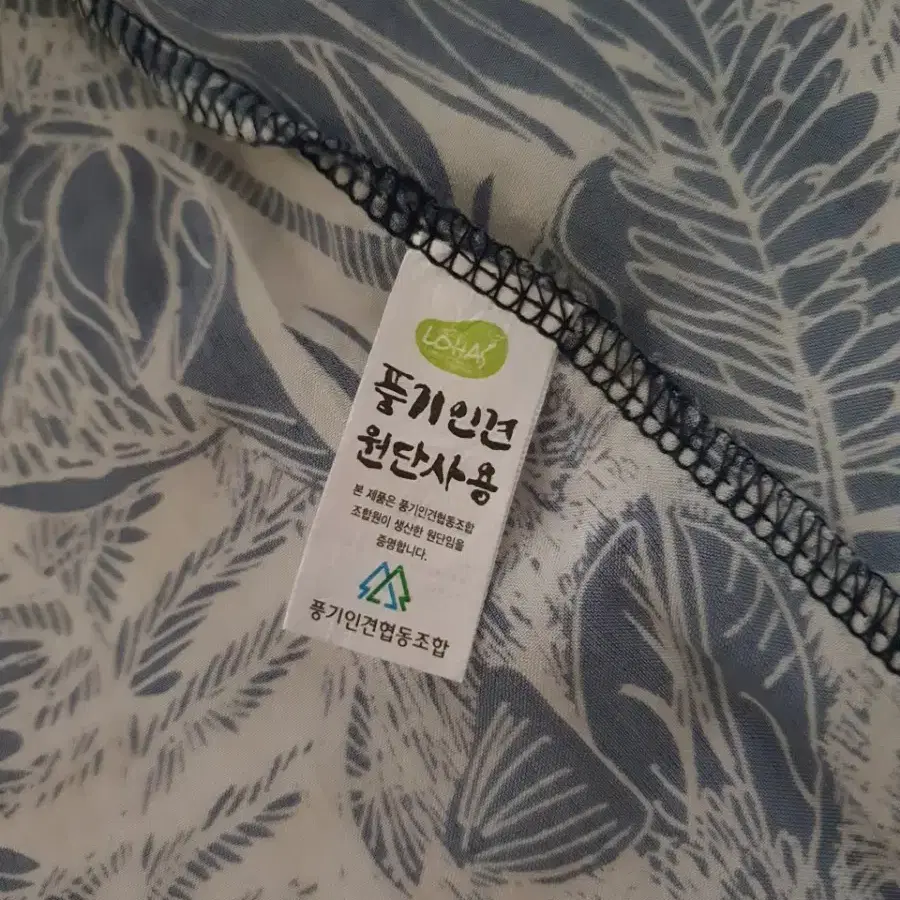 LOHAS
풍기인견
원단사용
본 제품은 풍기인견협동조합
조합원이 생산한 원단임을
증명합니다.
풍기인견협동조합